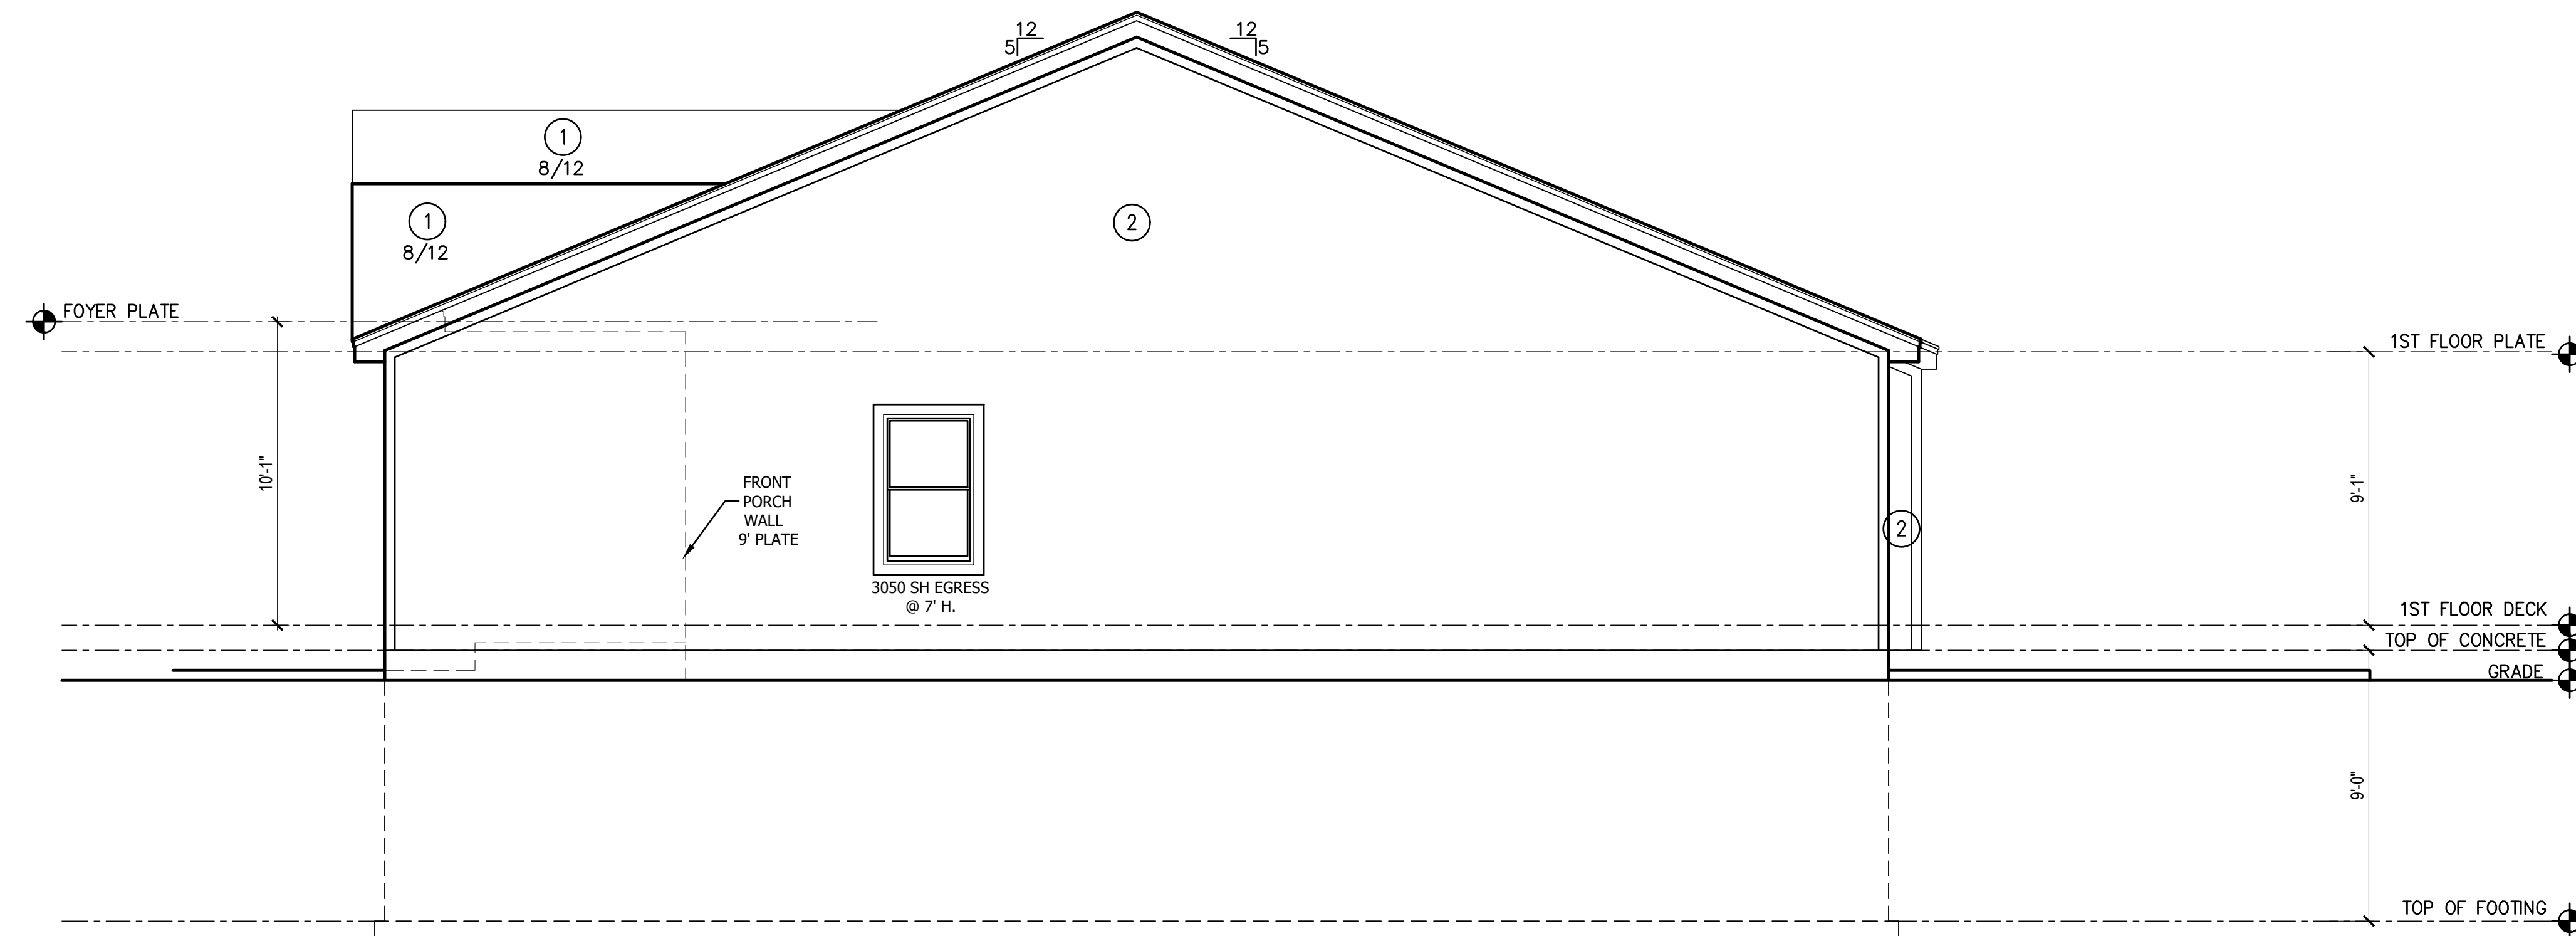 12
5
12
5
1
8/12
1
8/12
2
FOYER PLATE
1ST FLOOR PLATE
10'-1"
9'-1"
FRONT
PORCH
WALL
9' PLATE
2
3050 SH EGRESS
@ 7' H.
1ST FLOOR DECK
TOP OF CONCRETE
GRADE
9'-0"
TOP OF FOOTING